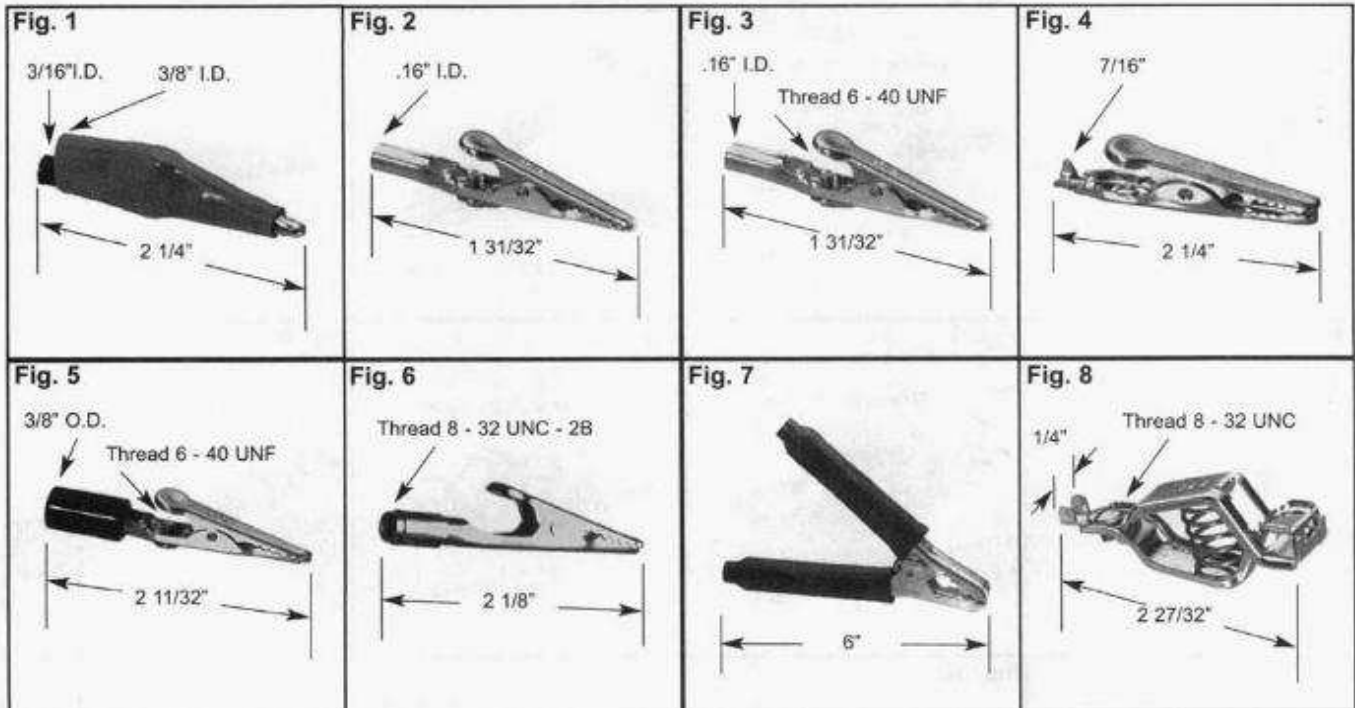 Fig. 1
3/16"I.D.
3/8" I.D.
2 1/4"
Fig. 2
.16" I.D.
1 31/32"
Fig. 3
.16" I.D.
Thread 6 - 40 UNF
1 31/32"
Fig. 4
7/16"
2 1/4"
Fig. 5
3/8" O.D.
Thread 6 - 40 UNF
2 11/32"
Fig. 6
Thread 8 - 32 UNC - 2B
2 1/8"
Fig. 7
6"
Fig. 8
Thread 8 - 32 UNC
1/4"
2 27/32"